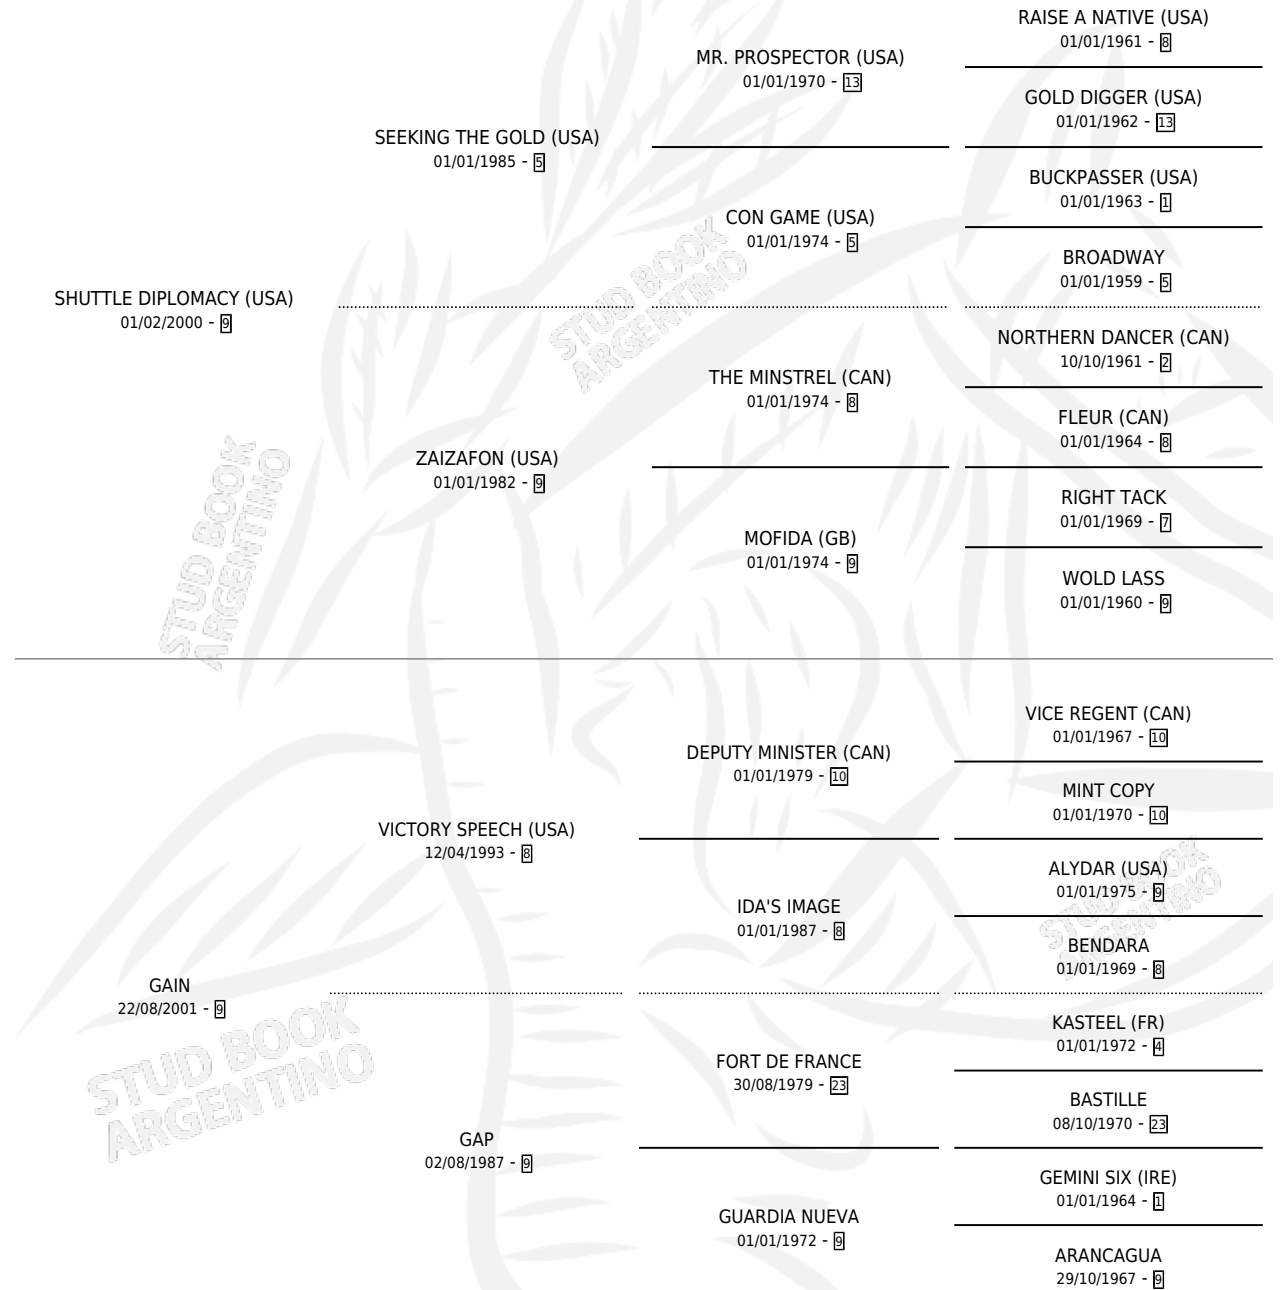 RAISE A NATIVE (USA)
01/01/1961 - 8
MR. PROSPECTOR (USA)
01/01/1970 - 13
GOLD DIGGER (USA)
01/01/1962 - 13
SEEKING THE GOLD (USA)
01/01/1985 - 5
BUCKPASSER (USA)
01/01/1963 - 1
CON GAME (USA)
01/01/1974 - 5
BROADWAY
01/01/1959 - 5
SHUTTLE DIPLOMACY (USA)
01/02/2000 - 9
NORTHERN DANCER (CAN)
10/10/1961 - 2
THE MINSTREL (CAN)
01/01/1974 - 8
FLEUR (CAN)
01/01/1964 - 8
ZAIZAFON (USA)
01/01/1982 - 9
RIGHT TACK
01/01/1969 - 7
MOFIDA (GB)
01/01/1974 - 9
WOLD LASS
01/01/1960 - 9
STUD BOOK
ARGENTINO
STUD BOOK
ARGENTINO
VICE REGENT (CAN)
01/01/1967 - 10
DEPUTY MINISTER (CAN)
01/01/1979 - 10
MINT COPY
01/01/1970 - 10
VICTORY SPEECH (USA)
12/04/1993 - 8
ALYDAR (USA)
01/01/1975 - 9
IDA'S IMAGE
01/01/1987 - 8
BENDARA
01/01/1969 - 8
GAIN
22/08/2001 - 9
KASTEEL (FR)
01/01/1972 - 4
FORT DE FRANCE
30/08/1979 - 23
BASTILLE
08/10/1970 - 23
GAP
02/08/1987 - 9
GEMINI SIX (IRE)
01/01/1964 - 1
GUARDIA NUEVA
01/01/1972 - 9
ARANCAGUA
29/10/1967 - 9
STUD BOOK
ARGENTINO
STUD BOOK
ARGENTINO